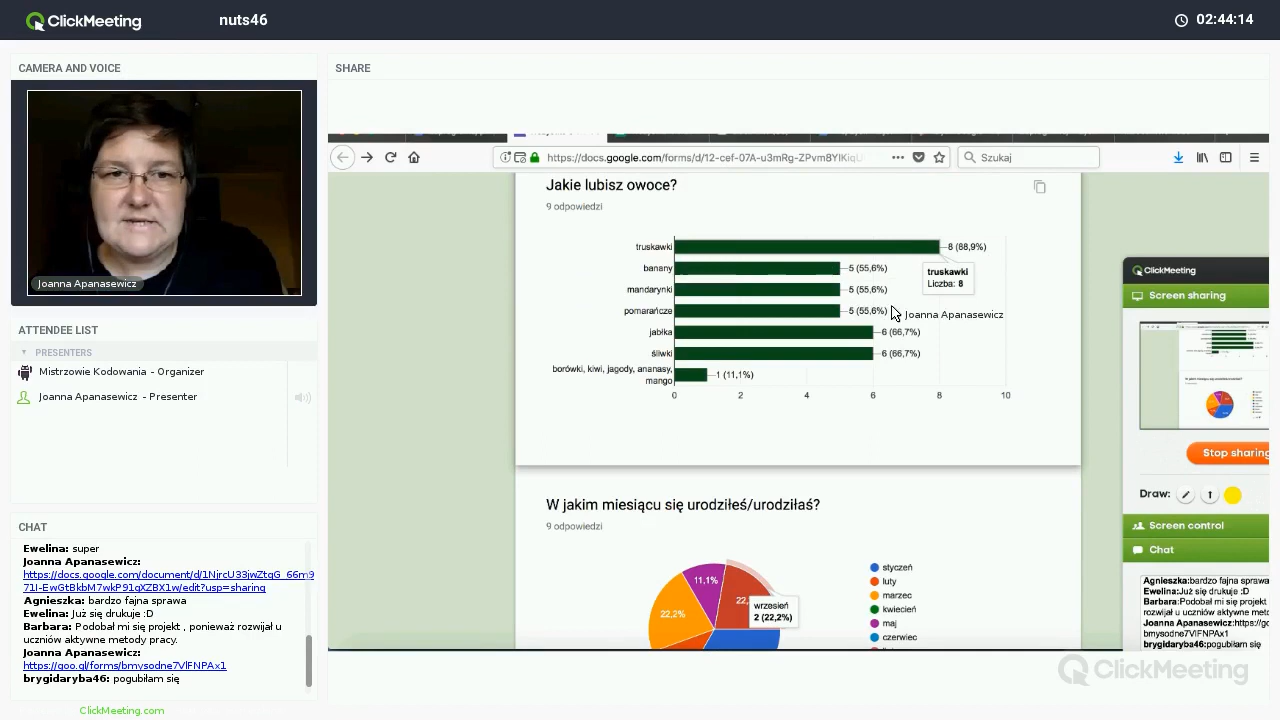 ClickMeeting
nuts46
02:44:14
CAMERA AND VOICE
Joanna Apanasewicz
ATTENDEE LIST
PRESENTERS
Mistrzowie Kodowania - Organizer
Joanna Apanasewicz - Presenter
CHAT
Ewelina: super
Joanna Apanasewicz:
https://docs.google.com/document/d/1NjrcU33jwZtqG_66m9
71I-EwGtBkbM7wkP91gXZBX1w/edit?usp=sharing
Agnieszka: bardzo fajna sprawa
Ewelina: Już się drukuje :D
Barbara: Podobał mi się projekt , ponieważ rozwijał u
uczniów aktywne metody pracy.
Joanna Apanasewicz:
https://goo.gl/forms/bmysodne7VlFNPAx1
brygidaryba46: pogubiłam się
ClickMeeting.com
SHARE
https://docs.google.com/forms/d/12-cef-07A-u3mRg-ZPvm8YlKiqU
Szukaj
Jakie lubisz owoce?
9 odpowiedzi
truskawki 8 (88,9%)
banany 5 (55,6%)
truskawki
Liczba: 8
mandarynki 5 (55,6%)
pomarańcze 5 (55,6%)
Joanna Apanasewicz
jabłka 6 (66,7%)
śliwki 6 (66,7%)
borówki, kiwi, jagody, ananasy,
mango 1 (11,1%)
0 2 4 6 8 10
W jakim miesiącu się urodziłeś/urodziłaś?
9 odpowiedzi
11,1%
22,2%
22,
wrzesień
2 (22,2%)
styczeń
luty
marzec
kwiecień
maj
czerwiec
ClickMeeting
Screen sharing
Stop sharing
Draw:
Screen control
Chat
Agnieszka:bardzo fajna sprawa
Ewelina:Już się drukuje :D
Barbara:Podobał mi się projekt
Joanna Apanasewicz:https://go
bmysodne7VlFNPAx1
brygidaryba46:pogubiłam się
ClickMeeting